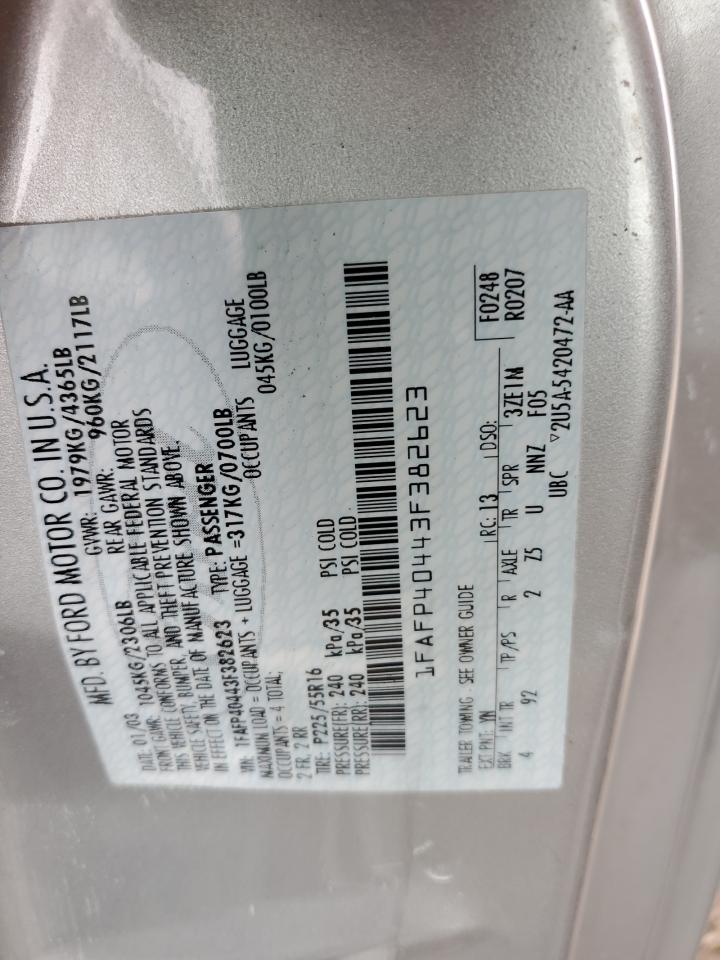 MFD. BY FORD MOTOR CO. IN U.S.A.
DATE: 01/03 GVWR: 1979KG/4365LB
FRONT GAWR: 1045KG/2306LB REAR GAWR: 960KG/2117LB
THIS VEHICLE CONFORMS TO ALL APPLICABLE FEDERAL MOTOR
VEHICLE SAFETY, BUMPER, AND THEFT PREVENTION STANDARDS
IN EFFECT ON THE DATE OF MANUFACTURE SHOWN ABOVE.
VIN: 1FAFP40443F382623 TYPE: PASSENGER
MAXIMUM LOAD = OCCUPANTS + LUGGAGE =317KG/0700LB
OCCUPANTS = 4 TOTAL; OCCUPANTS LUGGAGE
2 FR, 2 RR 045KG/0100LB
TIRE: P225/55R16
PRESSURE(FR): 240 kPa/35 PSI COLD
PRESSURE(RR): 240 kPa/35 PSI COLD
1FAFP40443F382623
TRAILER TOWING - SEE OWNER GUIDE
EXT PNT: YN RC: 13 DSO: F0248
BRK INT TR TP/PS R AXLE TR SPR 3ZE1M R0207
4 92 2 Z5 U NNZ F05
UBC ▽2U5A-5420472-AA